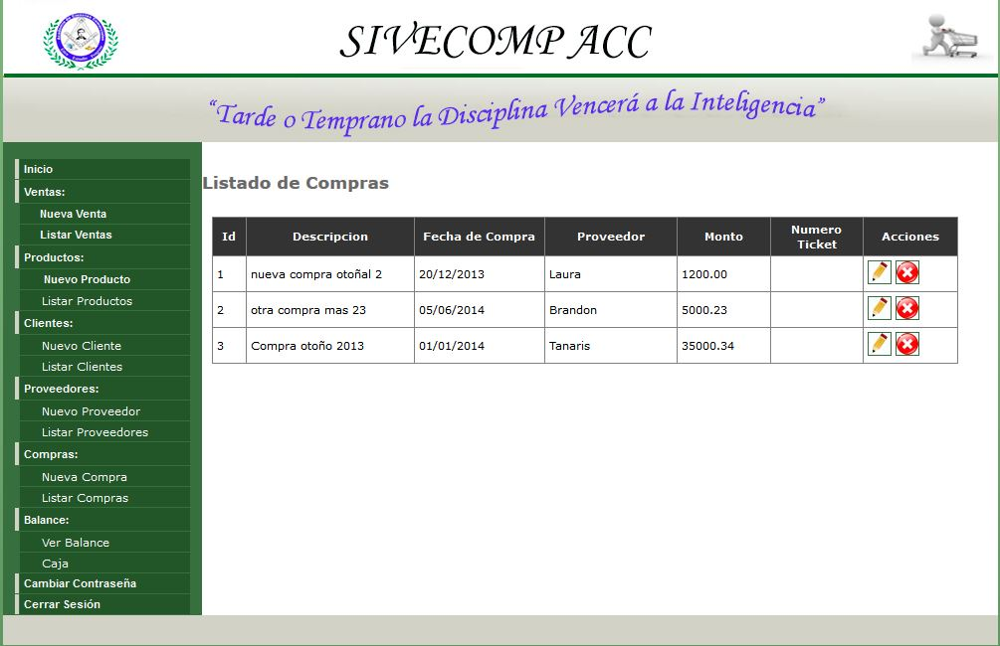 SIVECOMP ACC
“Tarde o Temprano la Disciplina Vencerá a la Inteligencia”
Inicio
Ventas:
Nueva Venta
Listar Ventas
Productos:
Nuevo Producto
Listar Productos
Clientes:
Nuevo Cliente
Listar Clientes
Proveedores:
Nuevo Proveedor
Listar Proveedores
Compras:
Nueva Compra
Listar Compras
Balance:
Ver Balance
Caja
Cambiar Contraseña
Cerrar Sesión
Listado de Compras
Id Descripcion Fecha de Compra Proveedor Monto Numero Ticket Acciones
1 nueva compra otoñal 2 20/12/2013 Laura 1200.00
2 otra compra mas 23 05/06/2014 Brandon 5000.23
3 Compra otoño 2013 01/01/2014 Tanaris 35000.34